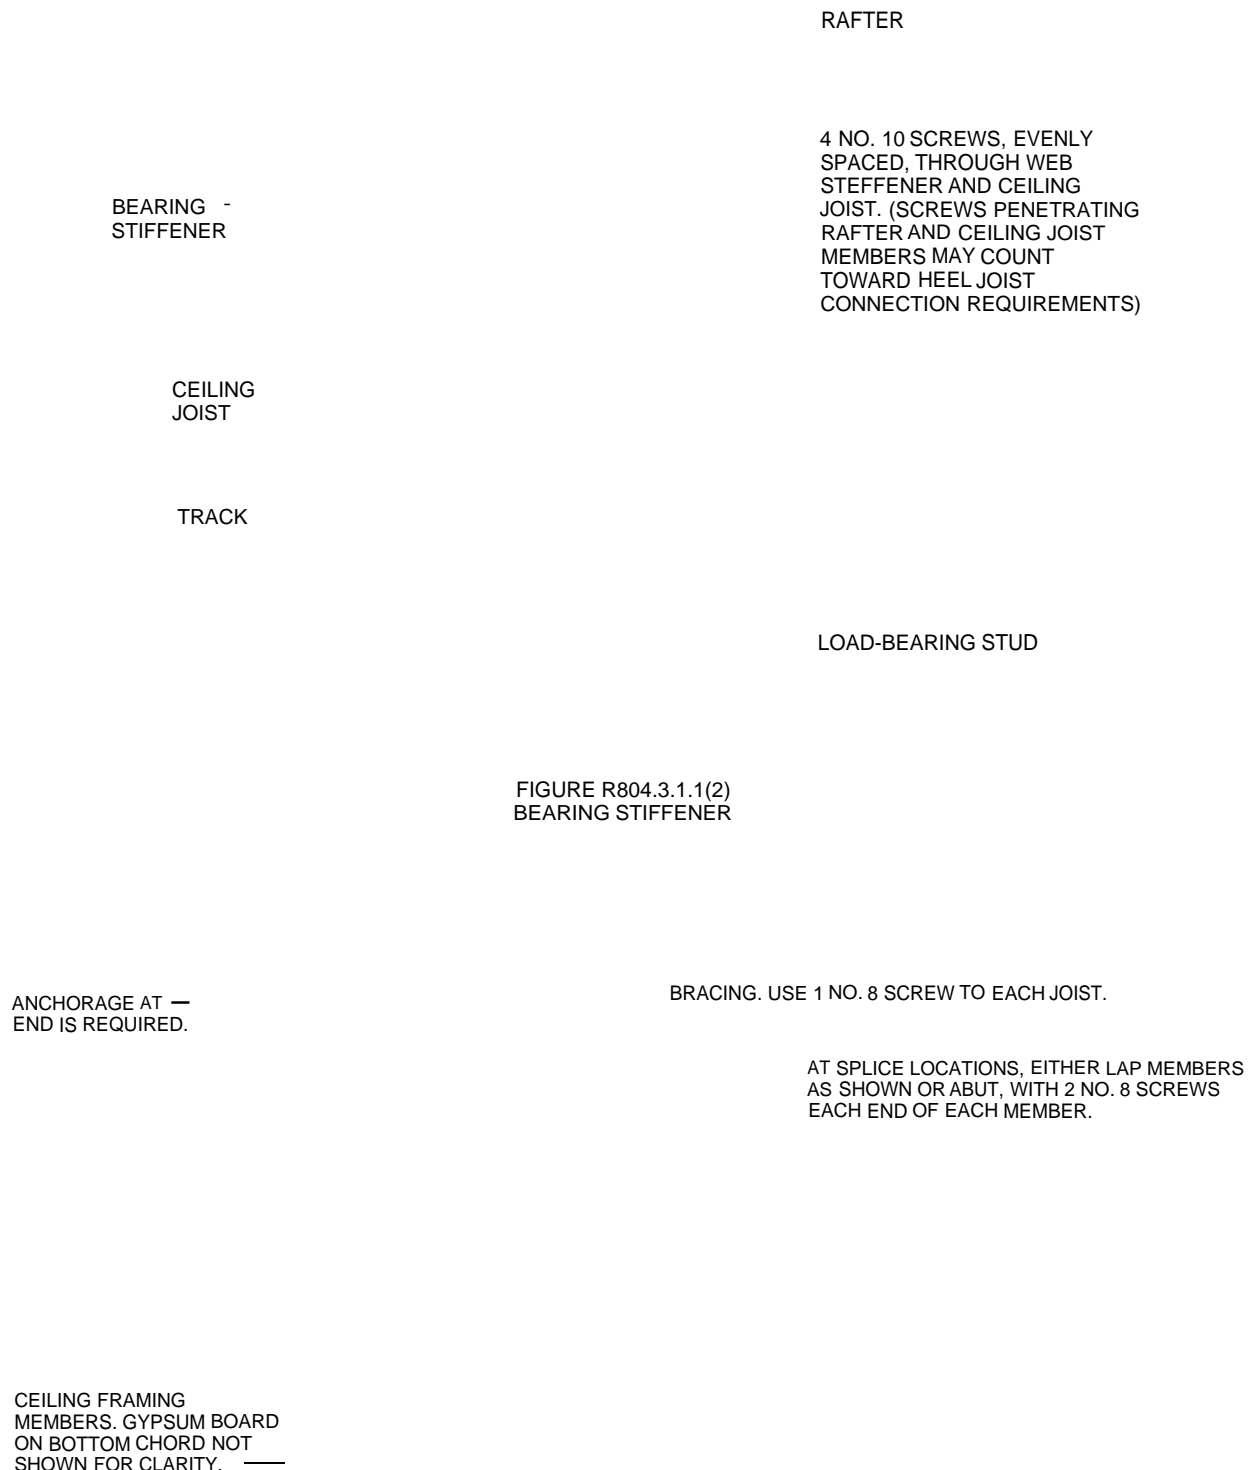 RAFTER
4 NO. 10 SCREWS, EVENLY
SPACED, THROUGH WEB
STEFFENER AND CEILING
JOIST. (SCREWS PENETRATING
RAFTER AND CEILING JOIST
MEMBERS MAY COUNT
TOWARD HEEL JOIST
CONNECTION REQUIREMENTS)
BEARING -
STIFFENER
CEILING
JOIST
TRACK
LOAD-BEARING STUD
FIGURE R804.3.1.1(2)
BEARING STIFFENER
ANCHORAGE AT —
END IS REQUIRED.
BRACING. USE 1 NO. 8 SCREW TO EACH JOIST.
AT SPLICE LOCATIONS, EITHER LAP MEMBERS
AS SHOWN OR ABUT, WITH 2 NO. 8 SCREWS
EACH END OF EACH MEMBER.
CEILING FRAMING
MEMBERS. GYPSUM BOARD
ON BOTTOM CHORD NOT
SHOWN FOR CLARITY. —